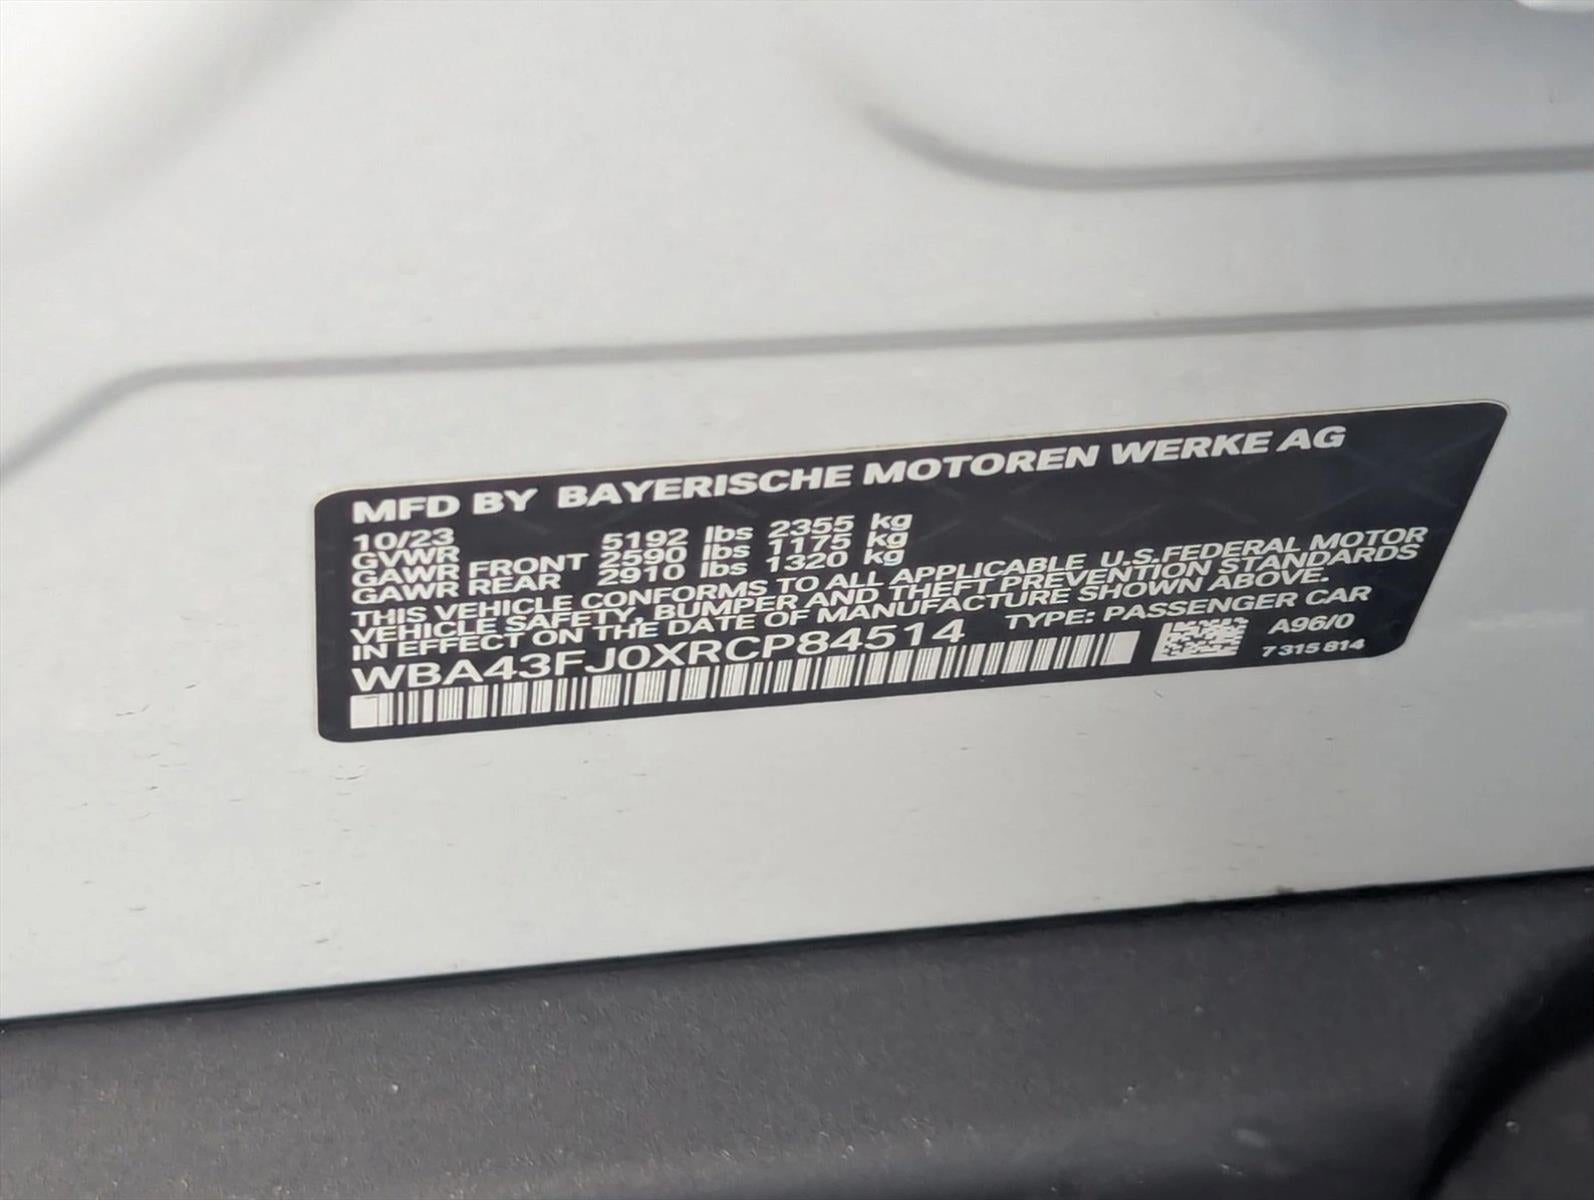 MFD BY BAYERISCHE MOTOREN WERKE AG
10/23
GVWR 5192 lbs 2355 kg
GAWR FRONT 2590 lbs 1175 kg
GAWR REAR 2910 lbs 1320 kg
THIS VEHICLE CONFORMS TO ALL APPLICABLE U.S.FEDERAL MOTOR
VEHICLE SAFETY, BUMPER AND THEFT PREVENTION STANDARDS
IN EFFECT ON THE DATE OF MANUFACTURE SHOWN ABOVE.
WBA43FJ0XRCP84514 TYPE: PASSENGER CAR
A96/0
7 315 814